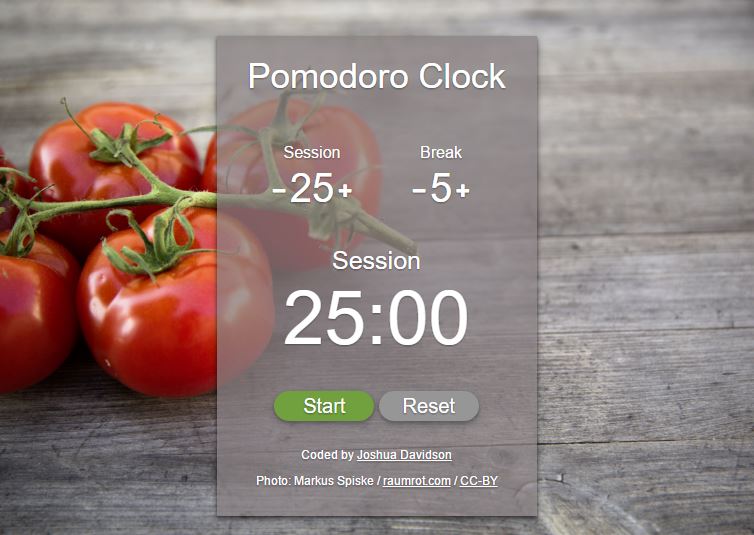 Pomodoro Clock
Session Break
-25+ -5+
Session
25:00
Start Reset
Coded by Joshua Davidson
Photo: Markus Spiske / raumrot.com / CC-BY